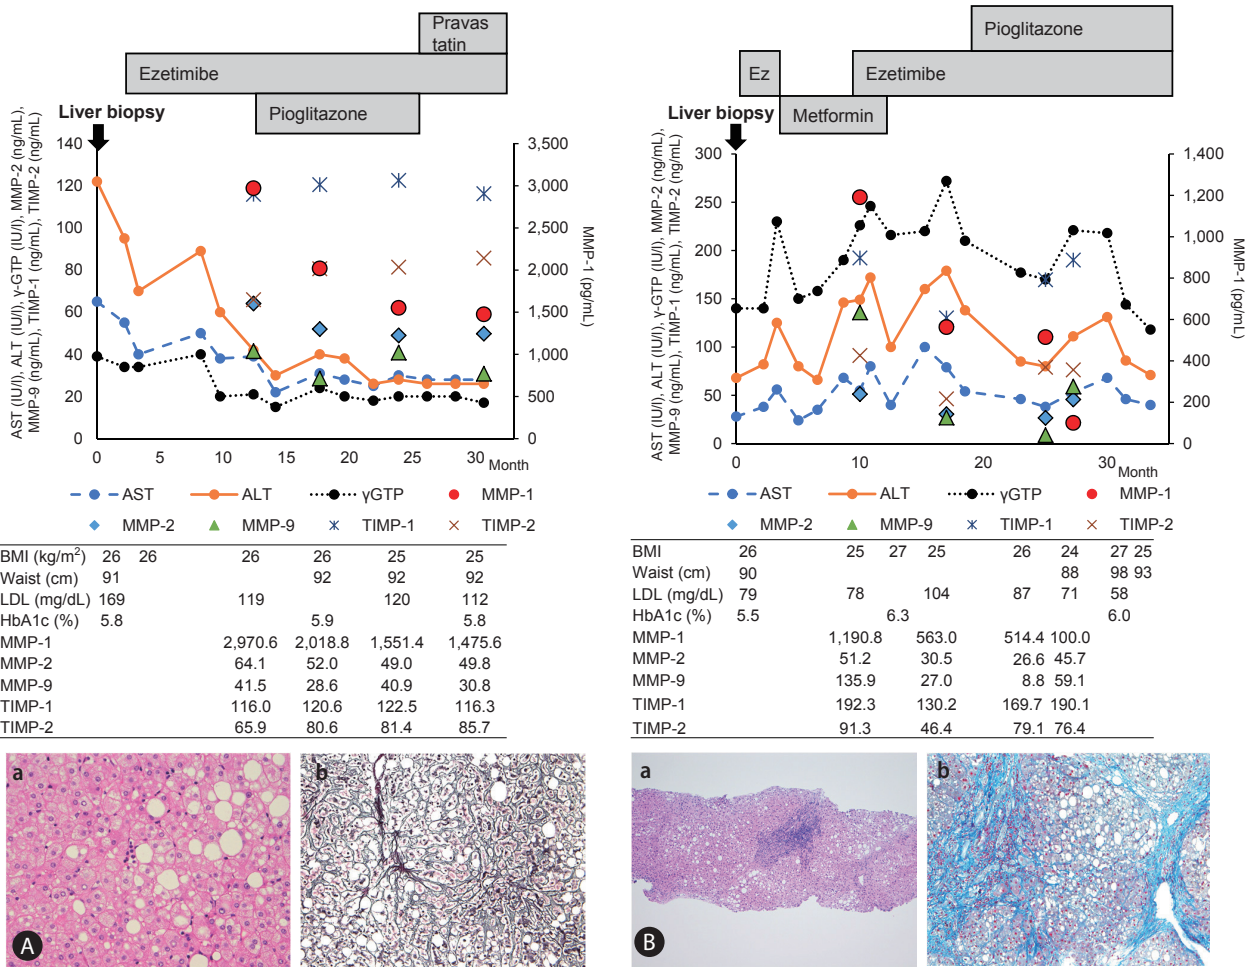 Pravas
tatin
Ezetimibe
Pioglitazone
Liver biopsy
AST (IU/l), ALT (IU/l), γ-GTP (IU/l), MMP-2 (ng/mL),
MMP-9 (ng/mL), TIMP-1 (ng/mL), TIMP-2 (ng/mL)
140
120
100
80
60
40
20
0
3,500
3,000
2,500
2,000
1,500
1,000
500
0
MMP-1 (pg/mL)
0 5 10 15 20 25 30 Month
AST ALT γGTP MMP-1
MMP-2 MMP-9 TIMP-1 TIMP-2
BMI (kg/m2) 26 26 26 26 25 25
Waist (cm) 91 92 92 92
LDL (mg/dL) 169 119 120 112
HbA1c (%) 5.8 5.9 5.8
MMP-1 2,970.6 2,018.8 1,551.4 1,475.6
MMP-2 64.1 52.0 49.0 49.8
MMP-9 41.5 28.6 40.9 30.8
TIMP-1 116.0 120.6 122.5 116.3
TIMP-2 65.9 80.6 81.4 85.7
a
b
A
Pioglitazone
Ez
Ezetimibe
Metformin
Liver biopsy
AST (IU/l), ALT (IU/l), γ-GTP (IU/l), MMP-2 (ng/mL),
MMP-9 (ng/mL), TIMP-1 (ng/mL), TIMP-2 (ng/mL)
300
250
200
150
100
50
0
1,400
1,200
1,000
800
600
400
200
0
MMP-1 (pg/mL)
0 10 20 30 Month
AST ALT γGTP MMP-1
MMP-2 MMP-9 TIMP-1 TIMP-2
BMI 26 25 27 25 26 24 27 25
Waist (cm) 90 88 98 93
LDL (mg/dL) 79 78 104 87 71 58
HbA1c (%) 5.5 6.3 6.0
MMP-1 1,190.8 563.0 514.4 100.0
MMP-2 51.2 30.5 26.6 45.7
MMP-9 135.9 27.0 8.8 59.1
TIMP-1 192.3 130.2 169.7 190.1
TIMP-2 91.3 46.4 79.1 76.4
a
b
B